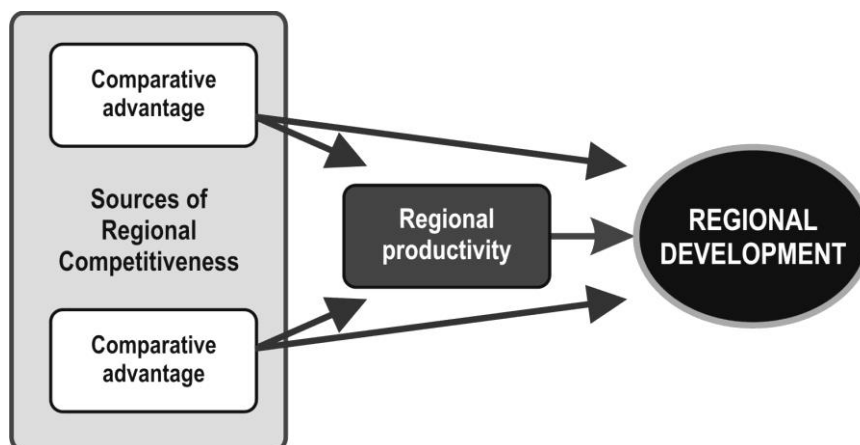 Comparative
advantage
Sources of
Regional
Competitiveness
Comparative
advantage
Regional
productivity
REGIONAL
DEVELOPMENT